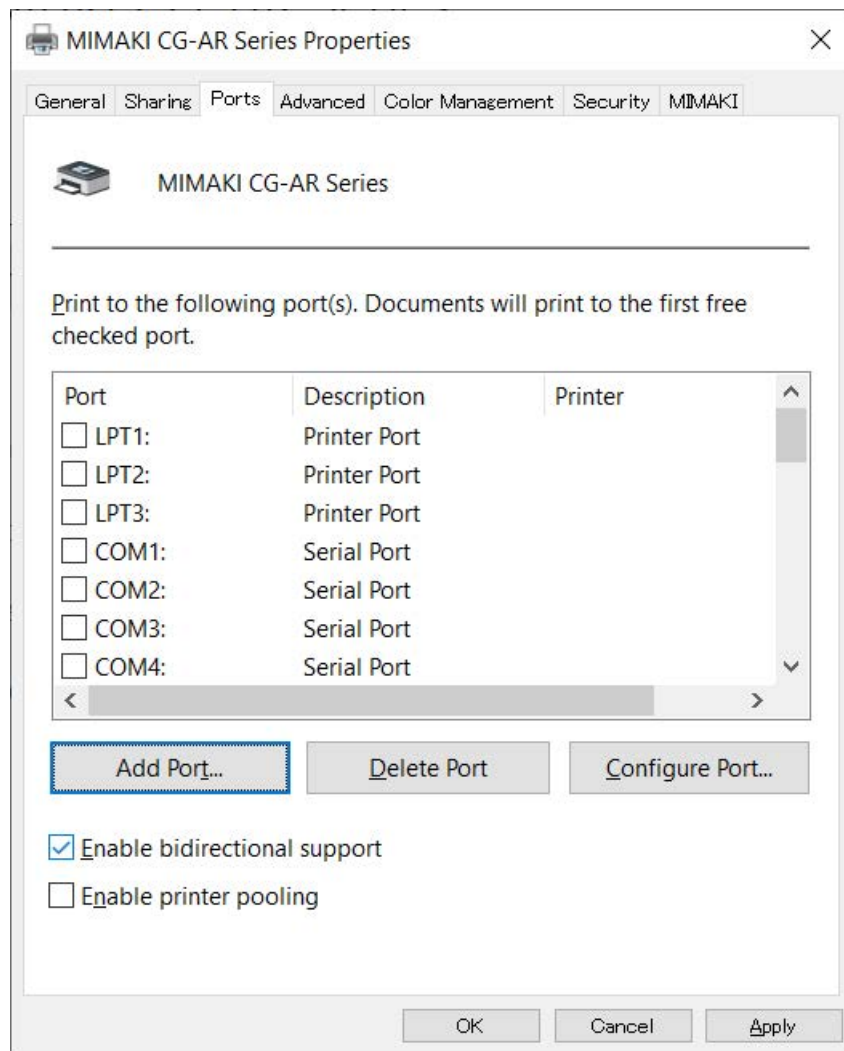 MIMAKI CG-AR Series Properties
General Sharing Ports Advanced Color Management Security MIMAKI
MIMAKI CG-AR Series
Print to the following port(s). Documents will print to the first free
checked port.
Port Description Printer
LPT1: Printer Port
LPT2: Printer Port
LPT3: Printer Port
COM1: Serial Port
COM2: Serial Port
COM3: Serial Port
COM4: Serial Port
Add Port... Delete Port Configure Port...
Enable bidirectional support
Enable printer pooling
OK Cancel Apply